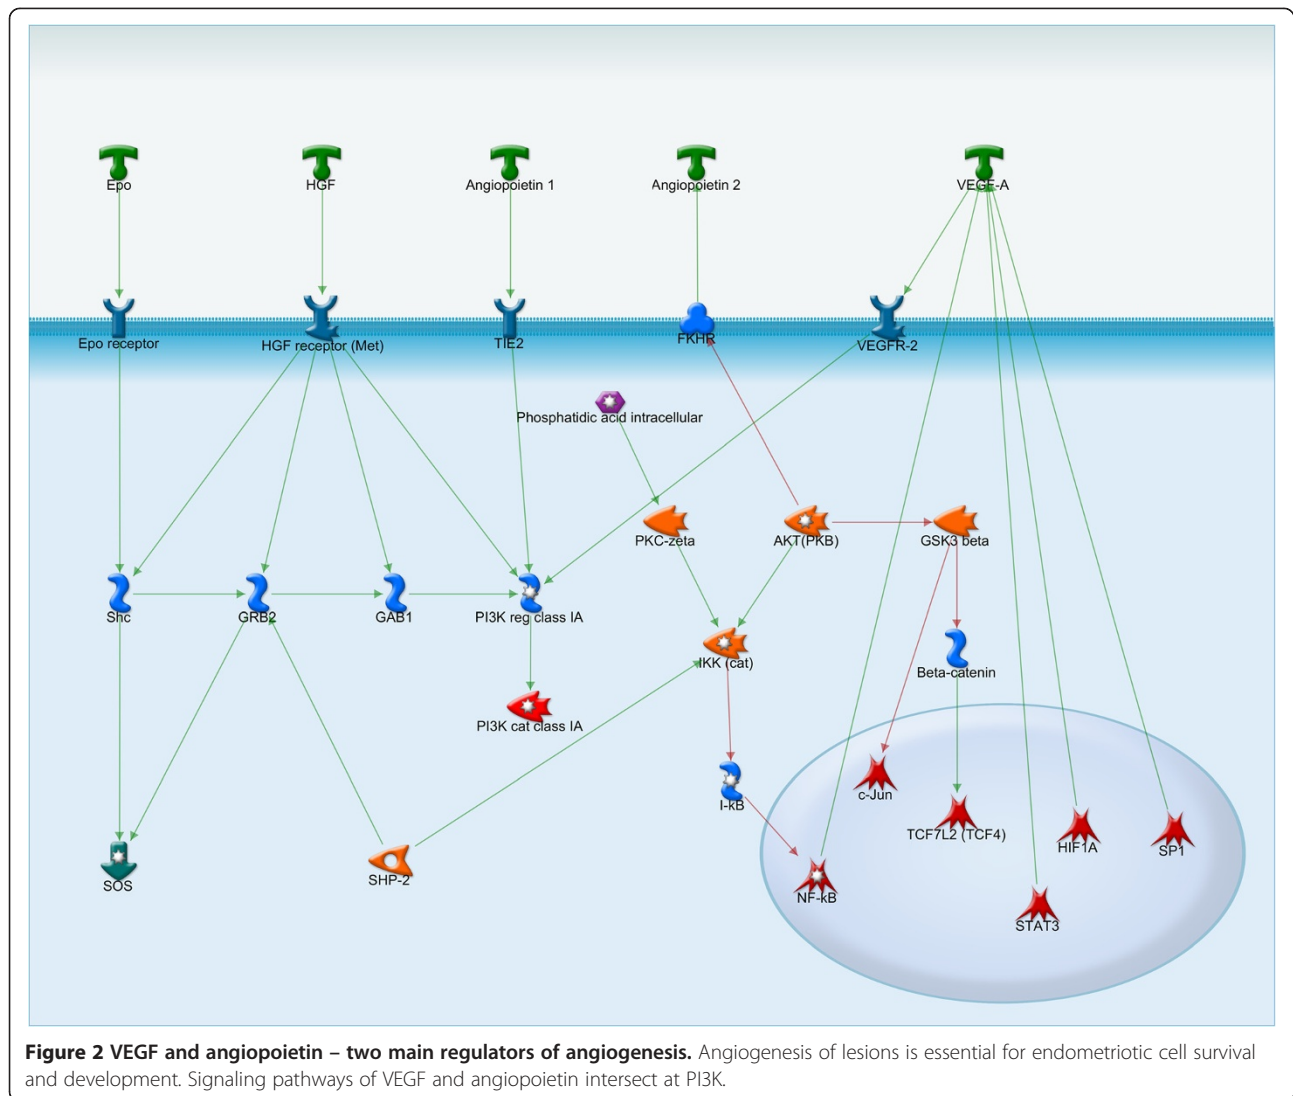 Epo
HGF
Angiopoietin 1
Angiopoietin 2
VEGF-A
Epo receptor
HGF receptor (Met)
TIE2
FKHR
VEGFR-2
Phosphatidic acid intracellular
PKC-zeta
AKT(PKB)
GSK3 beta
Shc
GRB2
GAB1
PI3K reg class IA
IKK (cat)
Beta-catenin
PI3K cat class IA
I-kB
c-Jun
TCF7L2 (TCF4)
HIF1A
SP1
SOS
SHP-2
NF-kB
STAT3
Figure 2 VEGF and angiopoietin – two main regulators of angiogenesis. Angiogenesis of lesions is essential for endometriotic cell survival
and development. Signaling pathways of VEGF and angiopoietin intersect at PI3K.